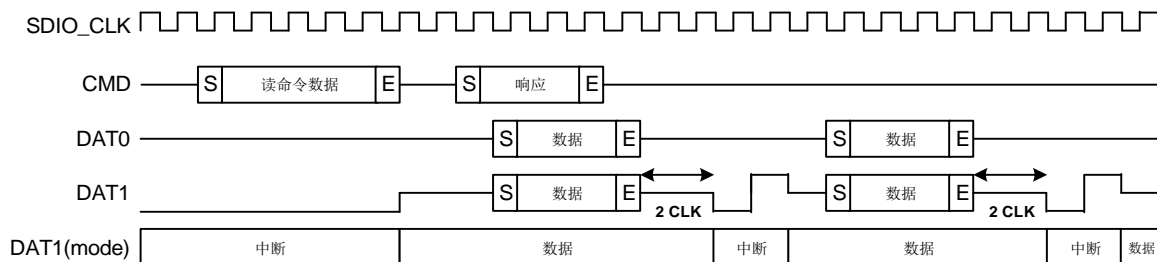 SDIO_CLK
CMD S 读命令数据 E S 响应 E
DAT0 S 数据 E S 数据 E
DAT1 S 数据 E S 数据 E
2 CLK 2 CLK
DAT1(mode) 中断 数据 中断 数据 中断 数据